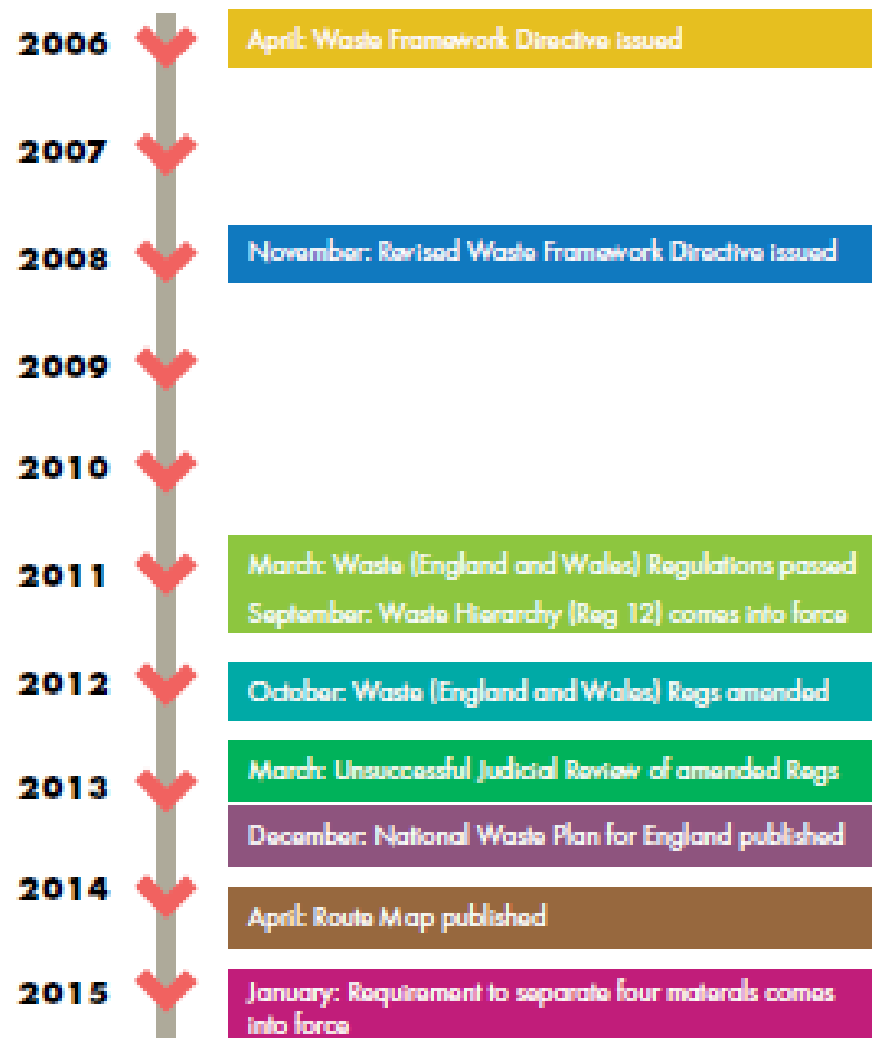 2006
April: Waste Framework Directive issued
2007
2008
November: Revised Waste Framework Directive issued
2009
2010
2011
March: Waste (England and Wales) Regulations passed
September: Waste Hierarchy (Reg 12) comes into force
2012
October: Waste (England and Wales) Regs amended
2013
March: Unsuccessful Judicial Review of amended Regs
December: National Waste Plan for England published
2014
April: Route Map published
2015
January: Requirement to separate four materals comes
into force